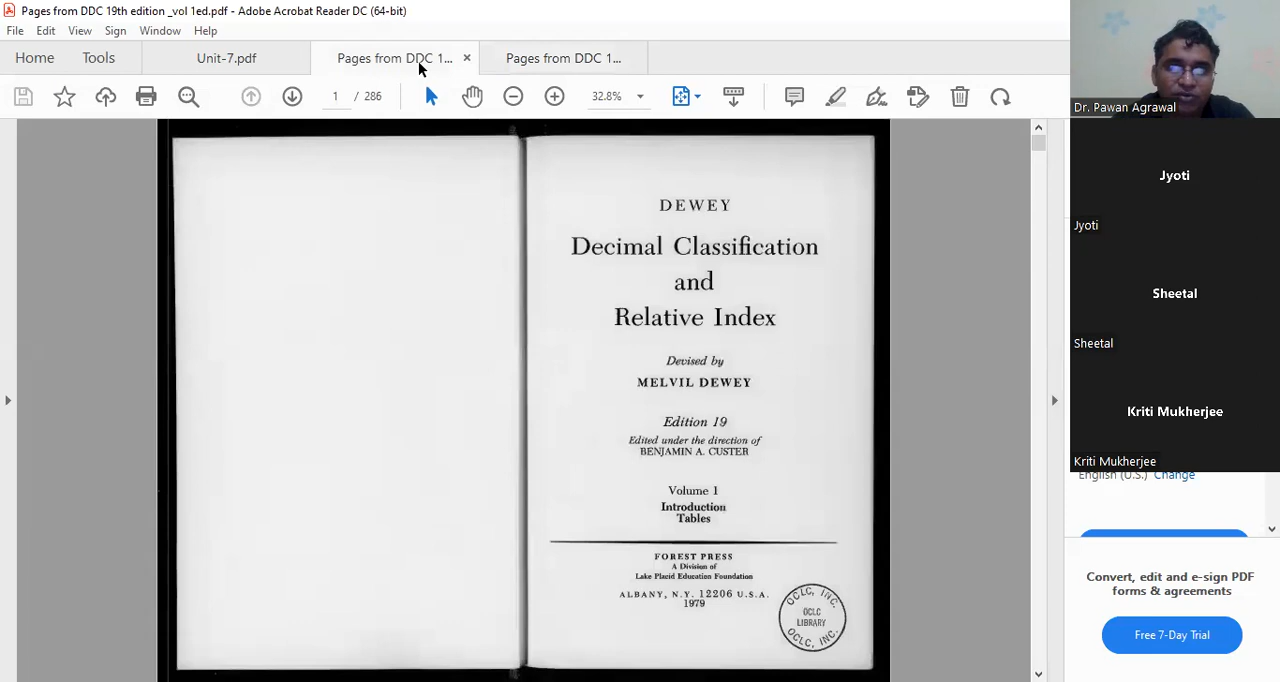 Pages from DDC 19th edition _vol 1ed.pdf - Adobe Acrobat Reader DC (64-bit)
File Edit View Sign Window Help
Home Tools Unit-7.pdf Pages from DDC 1... × Pages from DDC 1...
1 / 286 32.8%
DEWEY
Decimal Classification
and
Relative Index
Devised by
MELVIL DEWEY
Edition 19
Edited under the direction of
BENJAMIN A. CUSTER
Volume 1
Introduction
Tables
FOREST PRESS
A Division of
Lake Placid Education Foundation
ALBANY, N.Y. 12206 U.S.A.
1979
OCLC, INC.
OCLC
LIBRARY
OCLC, INC.
Dr. Pawan Agrawal
Jyoti
Jyoti
Sheetal
Sheetal
Kriti Mukherjee
Kriti Mukherjee
English (U.S.) Change
Convert, edit and e-sign PDF
forms & agreements
Free 7-Day Trial